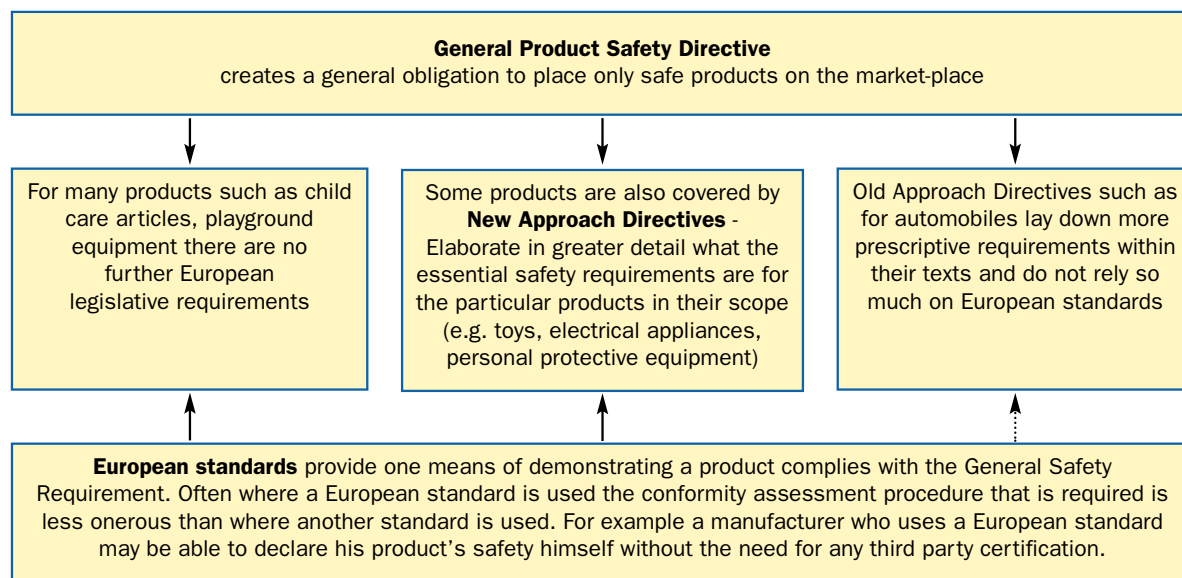 General Product Safety Directive
creates a general obligation to place only safe products on the market-place
For many products such as child
care articles, playground
equipment there are no
further European
legislative requirements
Some products are also covered by
New Approach Directives -
Elaborate in greater detail what the
essential safety requirements are for
the particular products in their scope
(e.g. toys, electrical appliances,
personal protective equipment)
Old Approach Directives such as
for automobiles lay down more
prescriptive requirements within
their texts and do not rely so
much on European standards
European standards provide one means of demonstrating a product complies with the General Safety
Requirement. Often where a European standard is used the conformity assessment procedure that is required is
less onerous than where another standard is used. For example a manufacturer who uses a European standard
may be able to declare his product's safety himself without the need for any third party certification.